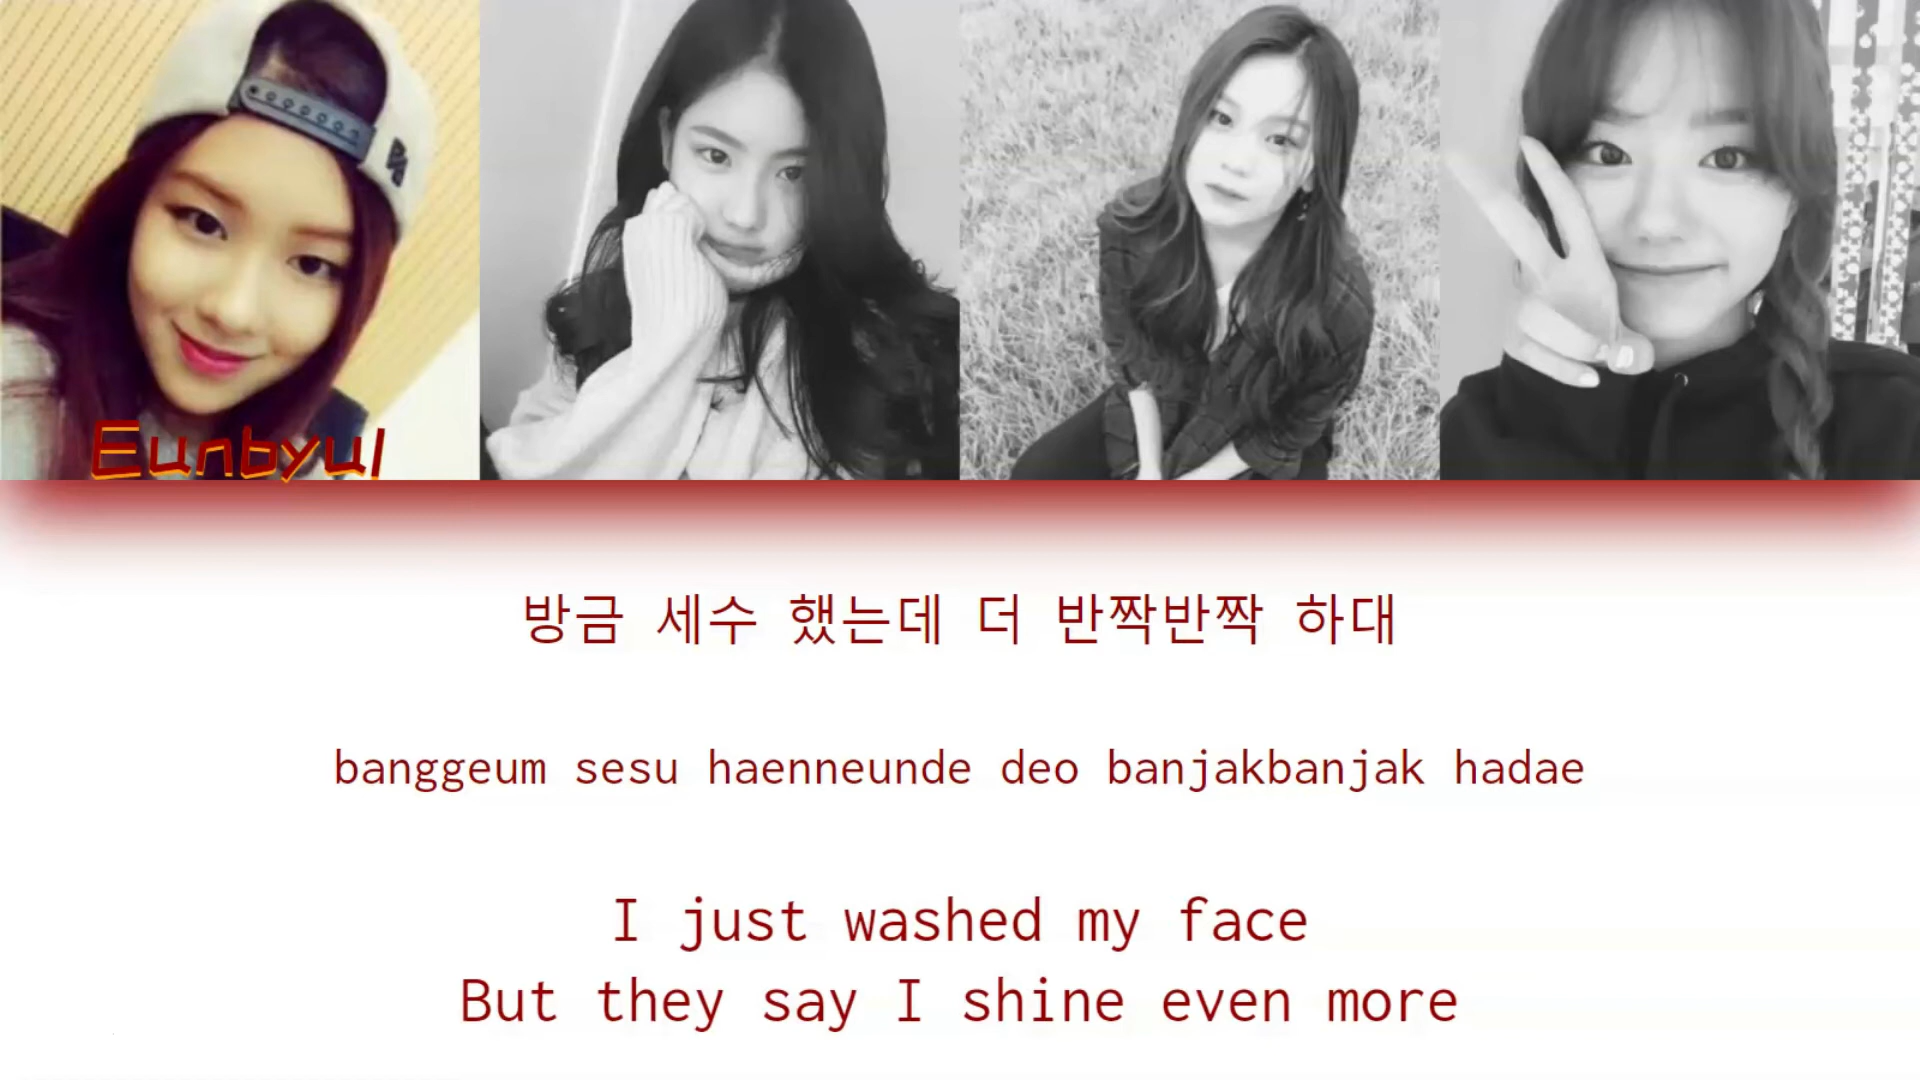 Eunbyul
방금 세수 했는데 더 반짝반짝 하대
banggeum sesu haenneunde deo banjakbanjak hadae
I just washed my face
But they say I shine even more